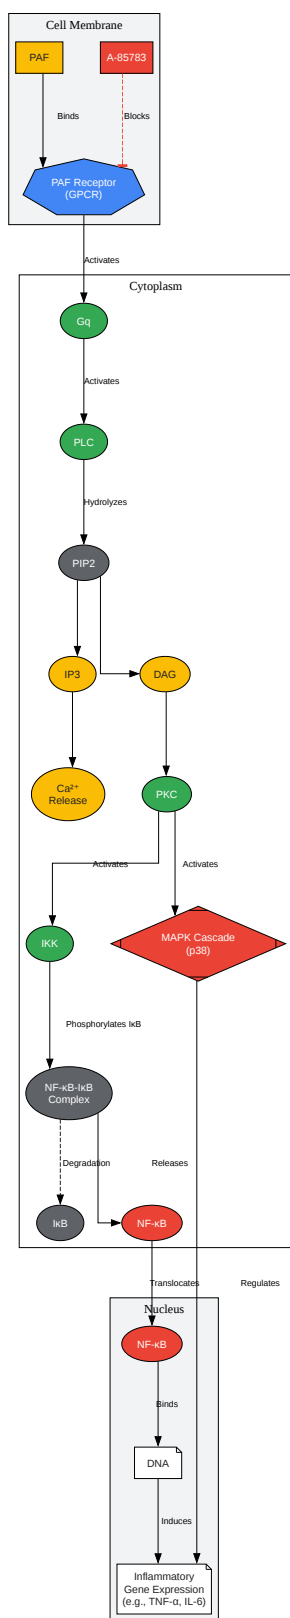 Cell Membrane
PAF
A-85783
Binds
Blocks
PAF Receptor
(GPCR)
Activates
Cytoplasm
Gq
Activates
PLC
Hydrolyzes
PIP2
IP3
DAG
Ca²⁺
Release
PKC
Activates
Activates
IKK
MAPK Cascade
(p38)
Phosphorylates IκB
NF-κB-IκB
Complex
Degradation
Releases
IκB
NF-κB
Translocates
Regulates
Nucleus
NF-κB
Binds
DNA
Induces
Inflammatory
Gene Expression
(e.g., TNF-α, IL-6)